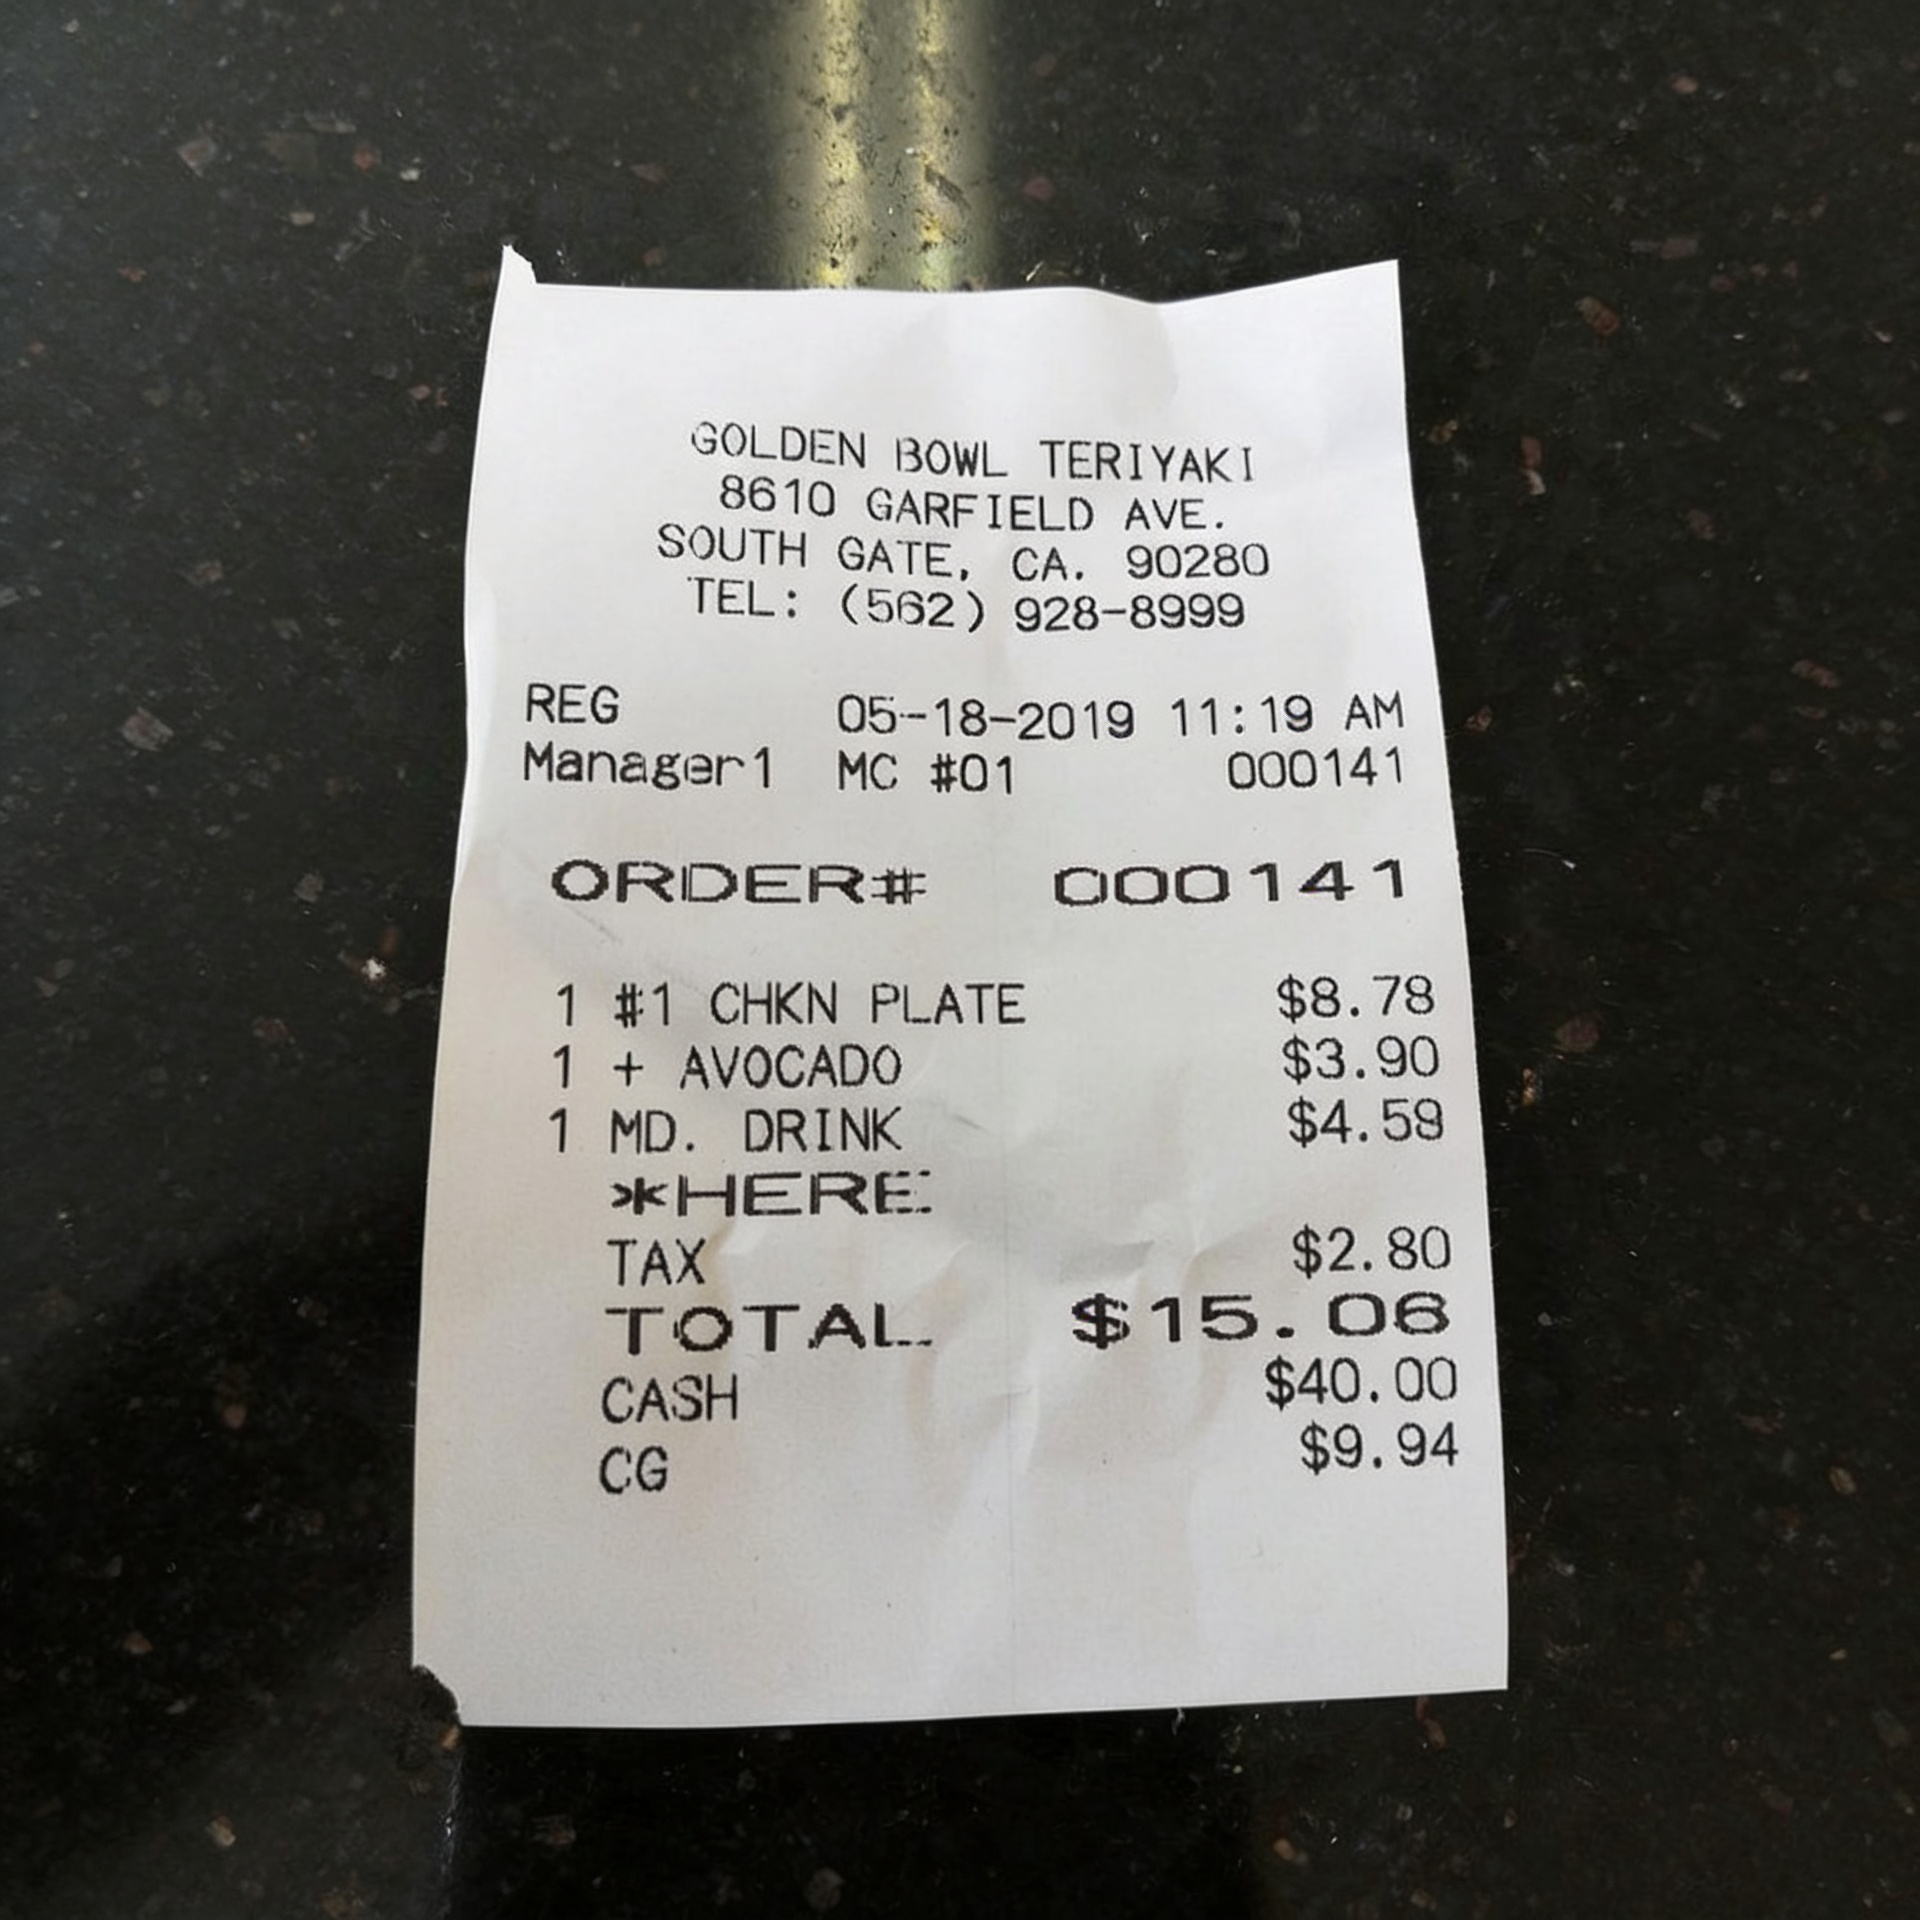 GOLDEN BOWL TERIYAKI
8610 GARFIELD AVE.
SOUTH GATE, CA. 90280
TEL: (562) 928-8999
REG 05-18-2019 11:19 AM
Manager1 MC #01 000141
ORDER# 000141
1 #1 CHKN PLATE $8.78
1 + AVOCADO $3.90
1 MD. DRINK $4.59
*HERE
TAX $2.80
TOTAL $15.06
CASH $40.00
CG $9.94